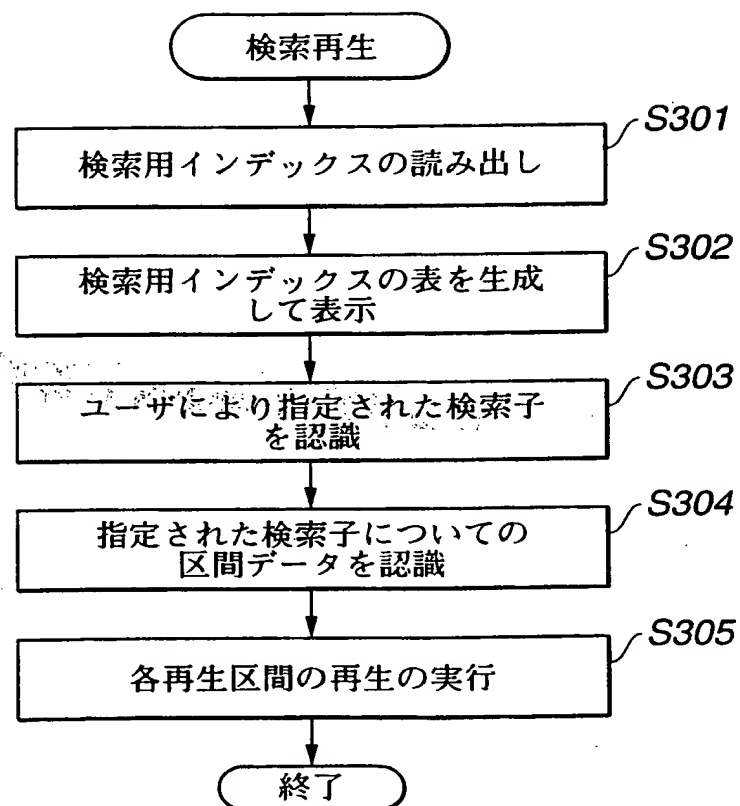 検索再生
S301
検索用インデックスの読み出し
S302
検索用インデックスの表を生成
して表示
S303
ユーザにより指定された検索子
を認識
S304
指定された検索子についての
区間データを認識
S305
各再生区間の再生の実行
終了